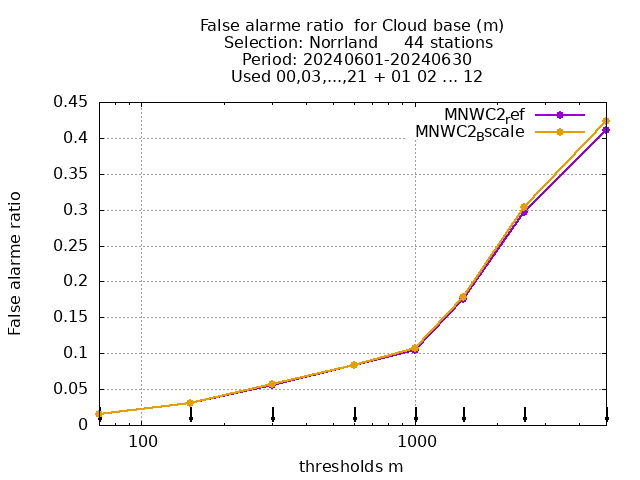 False alarme ratio  for Cloud base (m)
Selection: Norrland     44 stations
Period: 20240601-20240630
Used 00,03,...,21 + 01 02 ... 12
MNWC2ref
MNWC2Bscale
False alarme ratio
0.45
0.4
0.35
0.3
0.25
0.2
0.15
0.1
0.05
0
100 1000
thresholds m